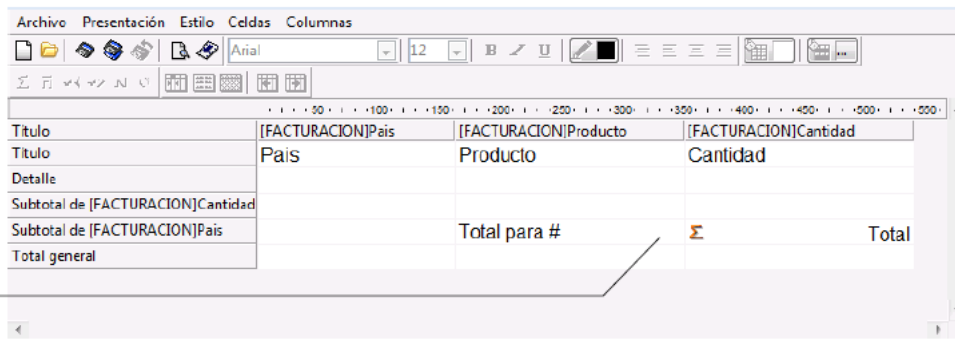 Archivo Presentación Estilo Celdas Columnas
Arial 12 B I U ...
50 100 150 200 250 300 350 400 450 500 550
Título [FACTURACION]Pais [FACTURACION]Producto [FACTURACION]Cantidad
Título Pais Producto Cantidad
Detalle
Subtotal de [FACTURACION]Cantidad
Subtotal de [FACTURACION]Pais Total para # Σ Total
Total general